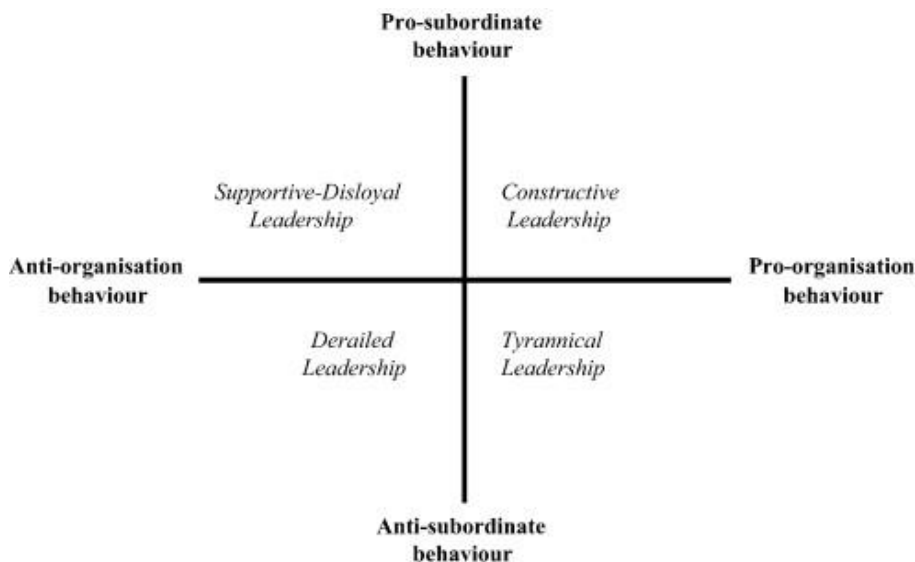 Pro-subordinate
behaviour
Supportive-Disloyal
Leadership
Constructive
Leadership
Anti-organisation
behaviour
Pro-organisation
behaviour
Derailed
Leadership
Tyrannical
Leadership
Anti-subordinate
behaviour